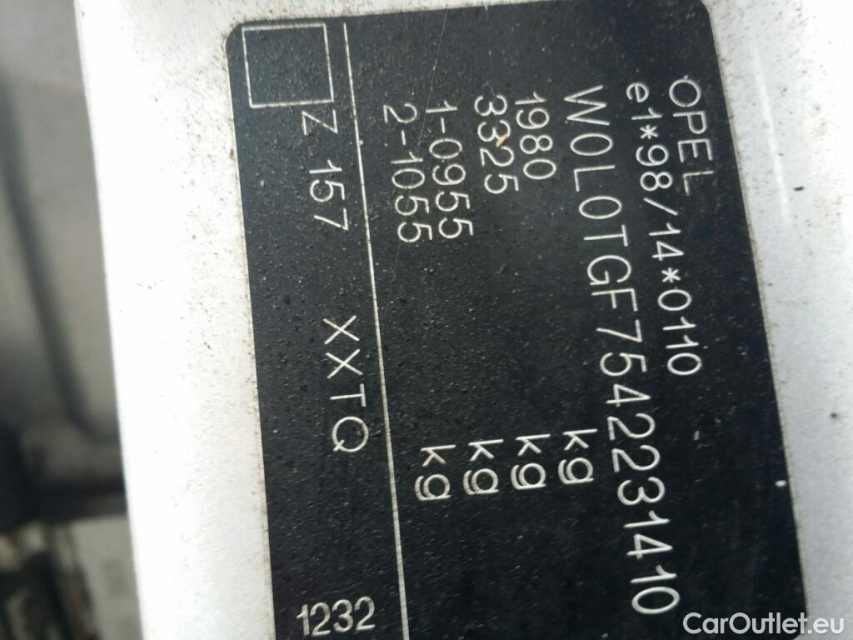 OPEL
e1*98/14*0110
W0L0TGF7542231410
1980 kg
3325 kg
1-0955 kg
2-1055 kg
Z 157 XXTQ 1232
CarOutlet.eu